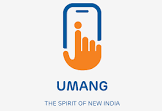 UMANG
THE SPIRIT OF NEW INDIA